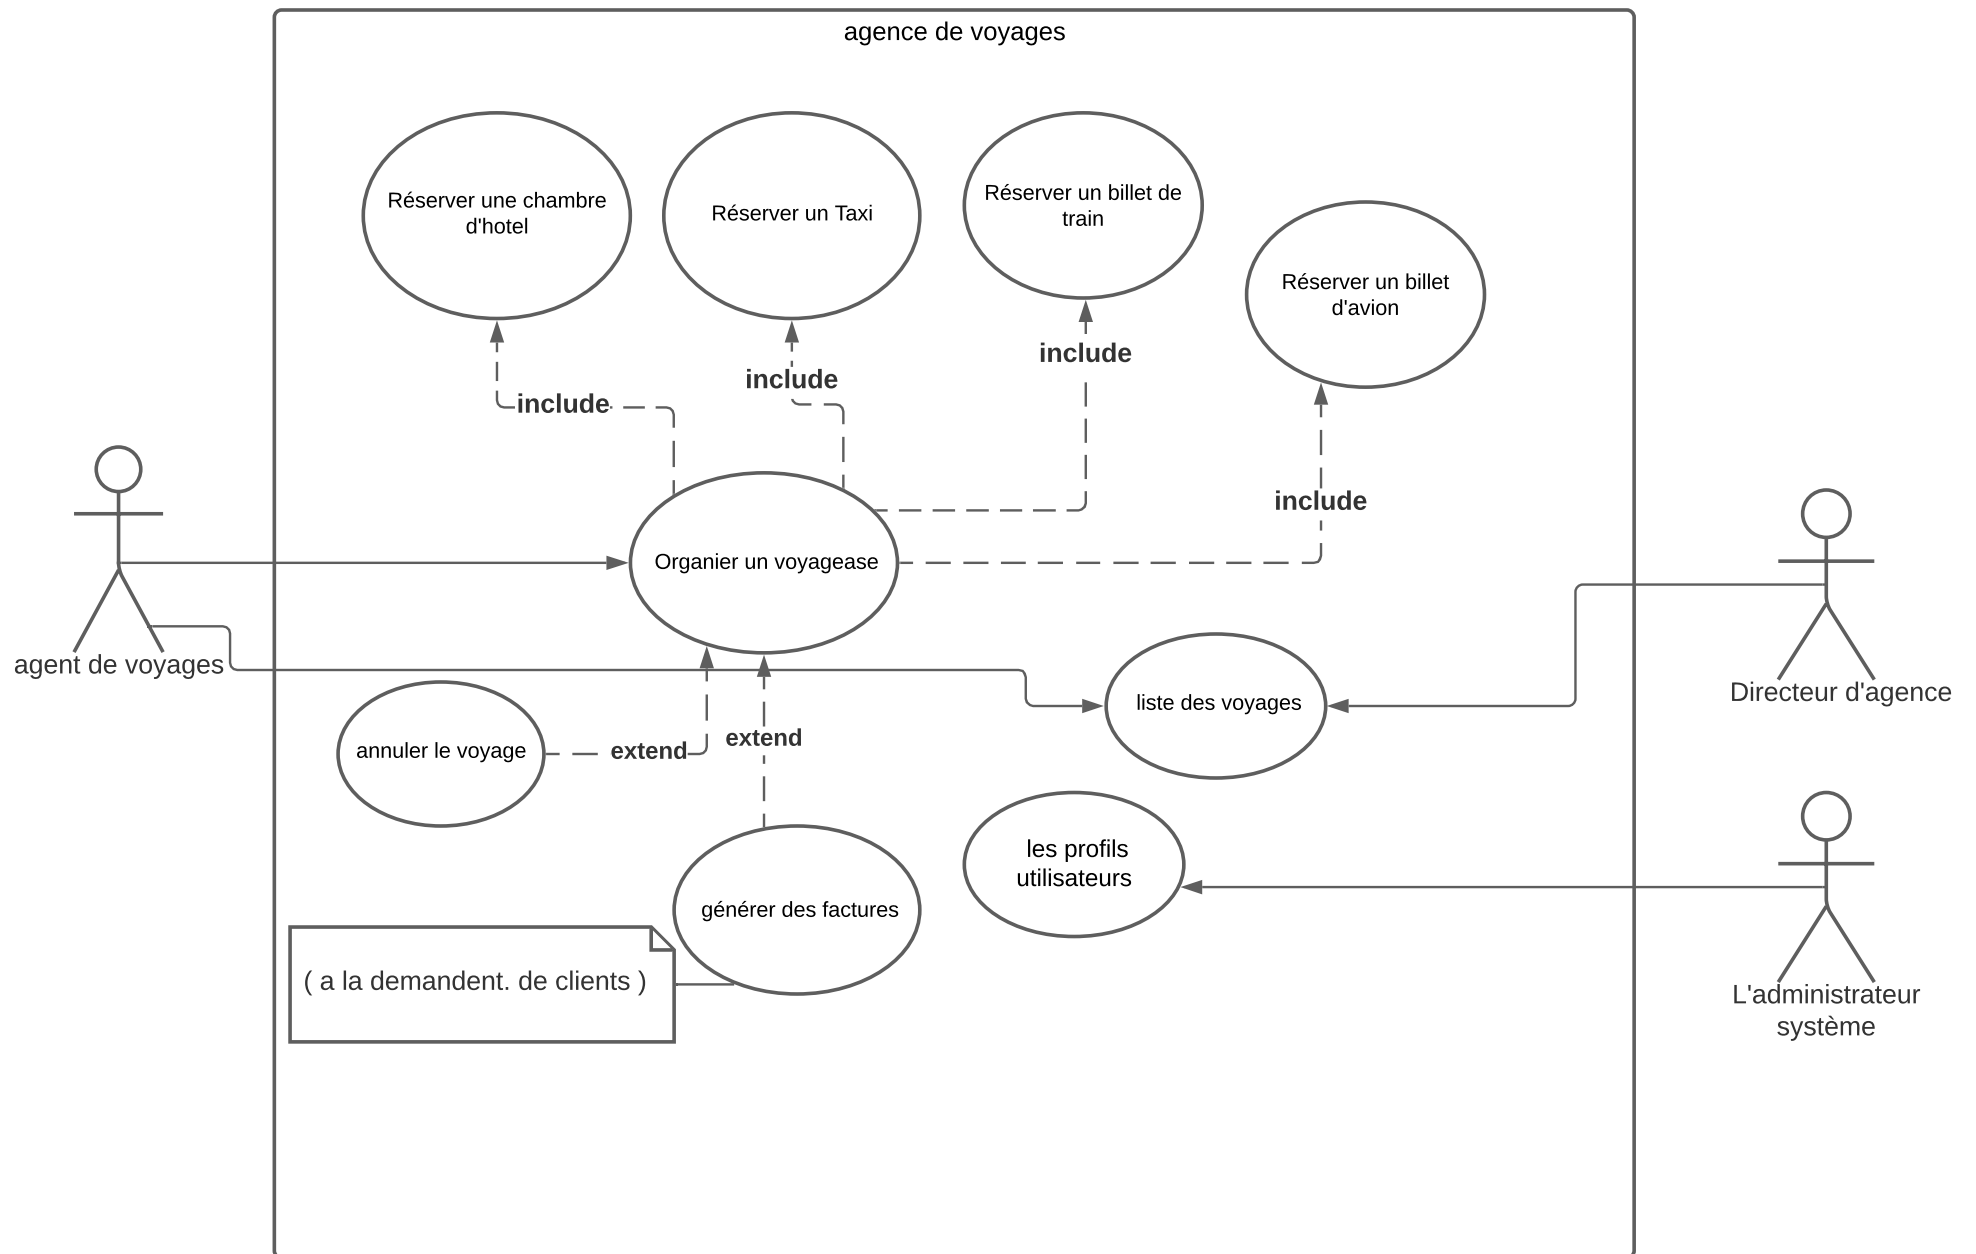 agence de voyages
Réserver une chambre
d'hotel
Réserver un Taxi
Réserver un billet de
train
Réserver un billet
d'avion
include
include
include
include
Organier un voyagease
agent de voyages
liste des voyages
Directeur d'agence
annuler le voyage
extend
extend
les profils
utilisateurs
générer des factures
( a la demandent. de clients )
L'administrateur
système